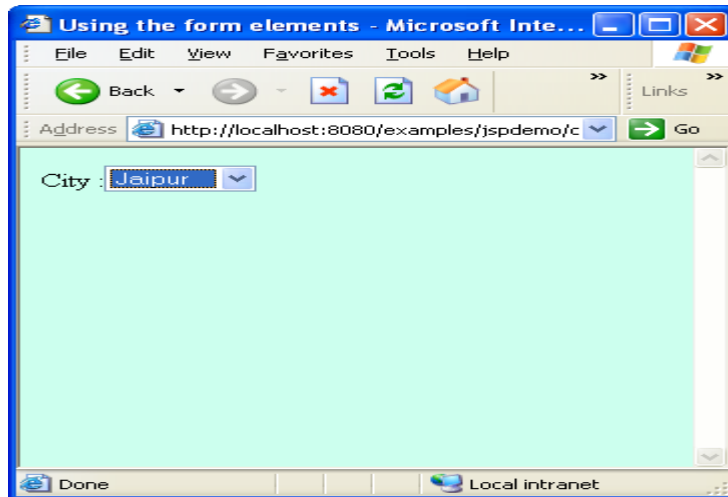 Using the form elements - Microsoft Inte...
File Edit View Favorites Tools Help
Back » Links »
Address http://localhost:8080/examples/jspdemo/c Go
City : Jaipur
Done Local intranet